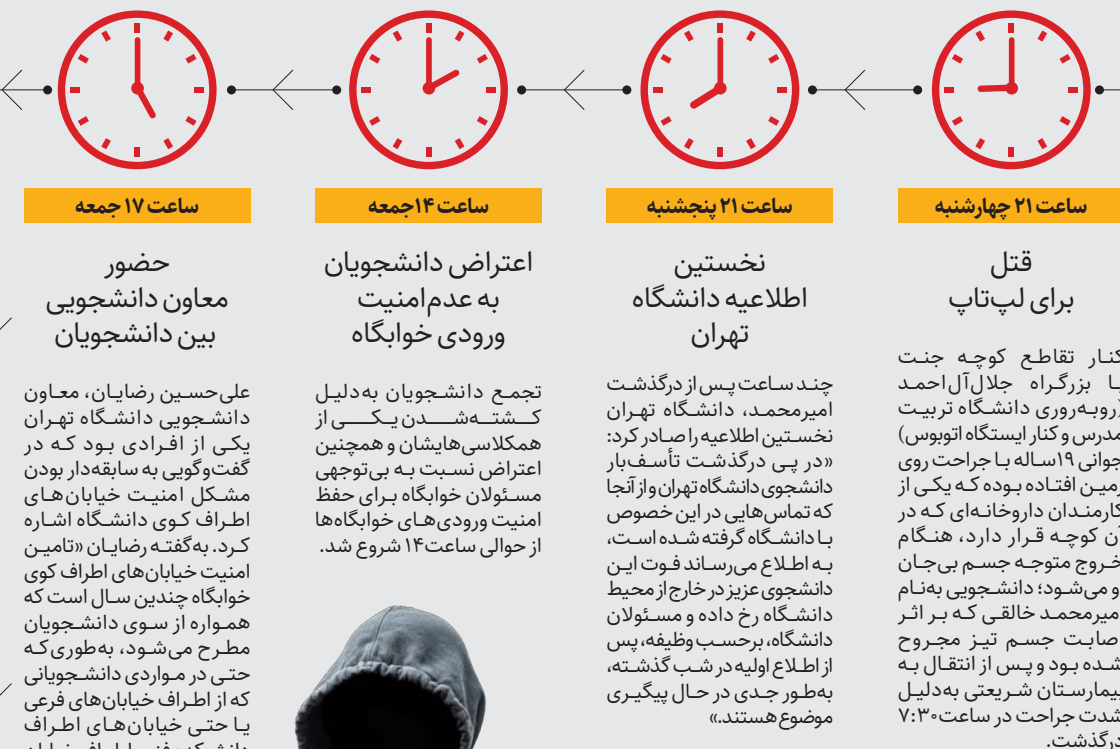 ساعت ۲۱ چهارشنبه
قتل
برای لپ‌تاپ
کنار تقاطع کوچه جنت
با بزرگراه جلال‌آل‌احمد
(روبه‌روری دانشگاه تربیت
مدرس و کنار ایستگاه اتوبوس)
جوانی ۱۹ساله با جراحت روی
زمین افتاده بوده که یکی از
کارمندان داروخانه‌ای که در
آن کوچه قرار دارد، هنگام
خروج متوجه جسم بی‌جان
او می‌شود؛ دانشجویی به‌نام
امیرمحمد خالقی که بر اثر
اصابت جسم تیز مجروح
شده بود و پس از انتقال به
بیمارستان شریعتی به‌دلیل
شدت جراحت در ساعت ۷:۳۰
درگذشت.
ساعت ۲۱ پنجشنبه
نخستین
اطلاعیه دانشگاه
تهران
چند ساعت پس از درگذشت
امیرمحمد، دانشگاه تهران
نخستین اطلاعیه را صادر کرد:
«در پی درگذشت تأسف‌بار
دانشجوی دانشگاه تهران و از آنجا
که تماس‌هایی در این خصوص
با دانشگاه گرفته شده است،
به اطلاع می‌رساند فوت این
دانشجوی عزیز در خارج از محیط
دانشگاه رخ داده و مسئولان
دانشگاه، برحسب وظیفه، پس
از اطلاع اولیه در شب گذشته،
به‌طور جدی در حال پیگیری
موضوع هستند.»
ساعت ۱۴جمعه
اعتراض دانشجویان
به عدم‌امنیت
ورودی خوابگاه
تجمع دانشجویان به‌دلیل
کشته‌شدن یکی از
همکلاسی‌هایشان و همچنین
اعتراض نسبت به بی‌توجهی
مسئولان خوابگاه برای حفظ
امنیت ورودی‌های خوابگاه‌ها
از حوالی ساعت ۱۴ شروع شد.
ساعت ۱۷ جمعه
حضور
معاون دانشجویی
بین دانشجویان
علی‌حسین رضایان، معاون
دانشجویی دانشگاه تهران
یکی از افرادی بود که در
گفت‌وگویی به سابقه‌دار بودن
مشکل امنیت خیابان‌های
اطراف کوی دانشگاه اشاره
کرد. به‌گفته رضایان «تامین
امنیت خیابان‌های اطراف کوی
خوابگاه چندین سال است که
همواره از سوی دانشجویان
مطرح می‌شود، به‌طوری‌که
حتی در مواردی دانشجویانی
که از اطراف خیابان‌های فرعی
یا حتی خیابان‌های اطراف